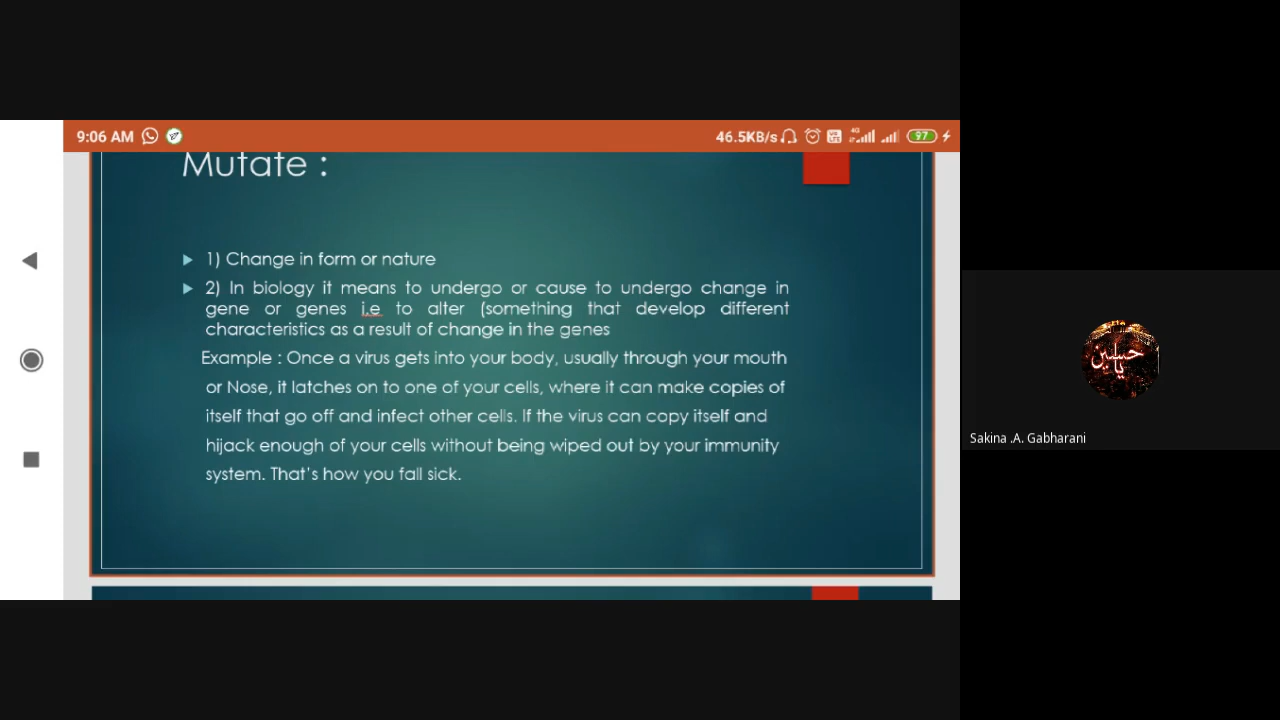 9:06 AM
46.5KB/s 4G 97
Mutate :
1) Change in form or nature
2) In biology it means to undergo or cause to undergo change in
gene or genes i.e to alter (something that develop different
characteristics as a result of change in the genes
Example : Once a virus gets into your body, usually through your mouth
or Nose, it latches on to one of your cells, where it can make copies of
itself that go off and infect other cells. If the virus can copy itself and
hijack enough of your cells without being wiped out by your immunity
system. That's how you fall sick.
يا حسين
Sakina .A. Gabharani